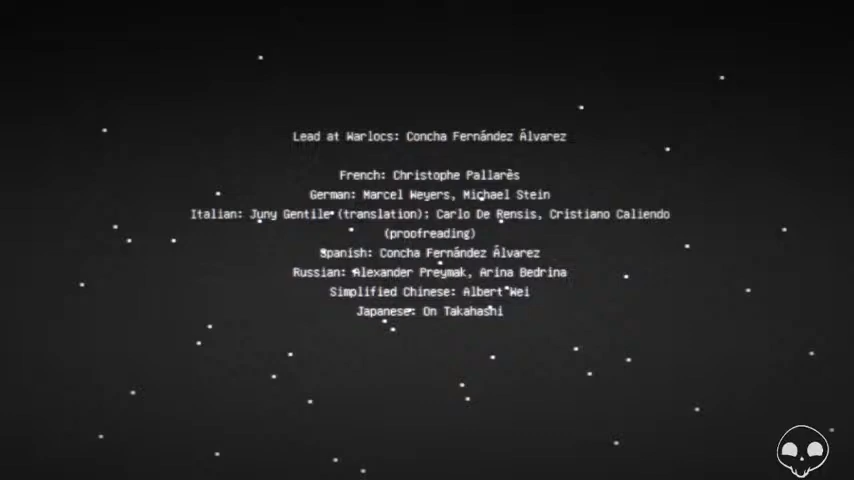 Lead at Warlocs: Concha Fernández Álvarez
French: Christophe Pallarès
German: Marcel Weyers, Michael Stein
Italian: Juny Gentile (translation); Carlo De Rensis, Cristiano Caliendo
(proofreading)
Spanish: Concha Fernández Álvarez
Russian: Alexander Preymak, Arina Bedrina
Simplified Chinese: Albert Wei
Japanese: On Takahashi